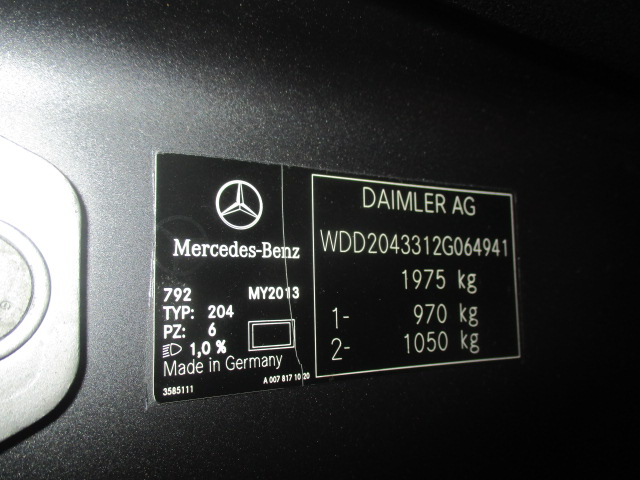 Mercedes-Benz
792 MY2013
TYP: 204
PZ: 6
1,0 %
Made in Germany
3585111 A 007 817 10 20
DAIMLER AG
WDD2043312G064941
1975 kg
1- 970 kg
2- 1050 kg